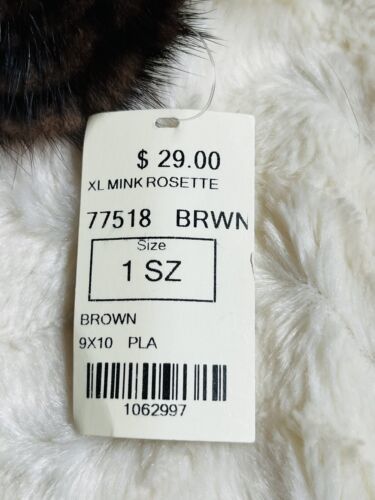 $ 29.00
XL MINK ROSETTE
77518 BRWN
Size
1 SZ
BROWN
9X10 PLA
1062997